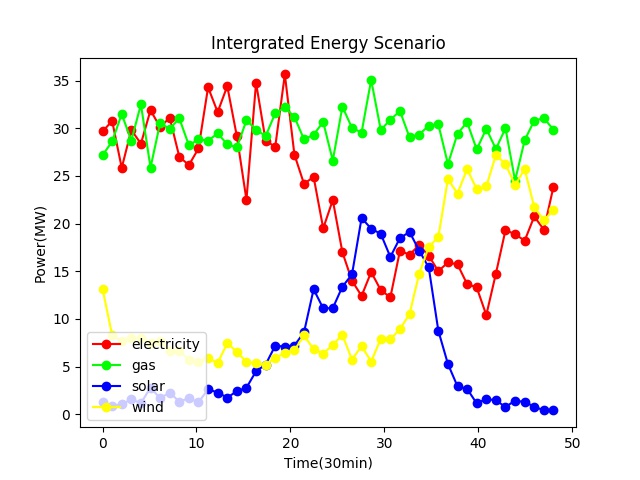 Intergrated Energy Scenario
Power(MW)
35
30
25
20
15
10
5
0
electricity
gas
solar
wind
0 10 20 30 40 50
Time(30min)